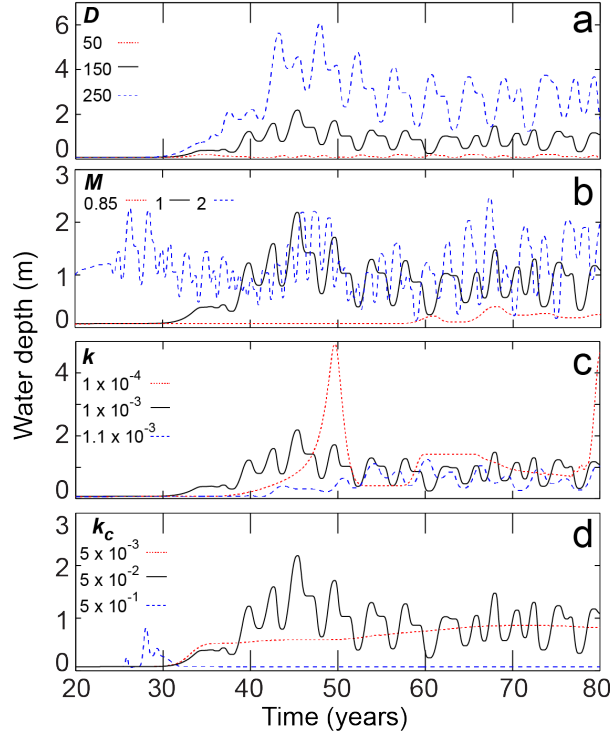 D
a
6
50
150
4
250
2
0
M
b
3
0.85 1 2
2
1
0
k
c
4
1 x 10⁻⁴
1 x 10⁻³
2
1.1 x 10⁻³
0
k_c
d
3
5 x 10⁻³
5 x 10⁻²
2
5 x 10⁻¹
1
0
20 30 40 50 60 70 80
Time (years)
Water depth (m)